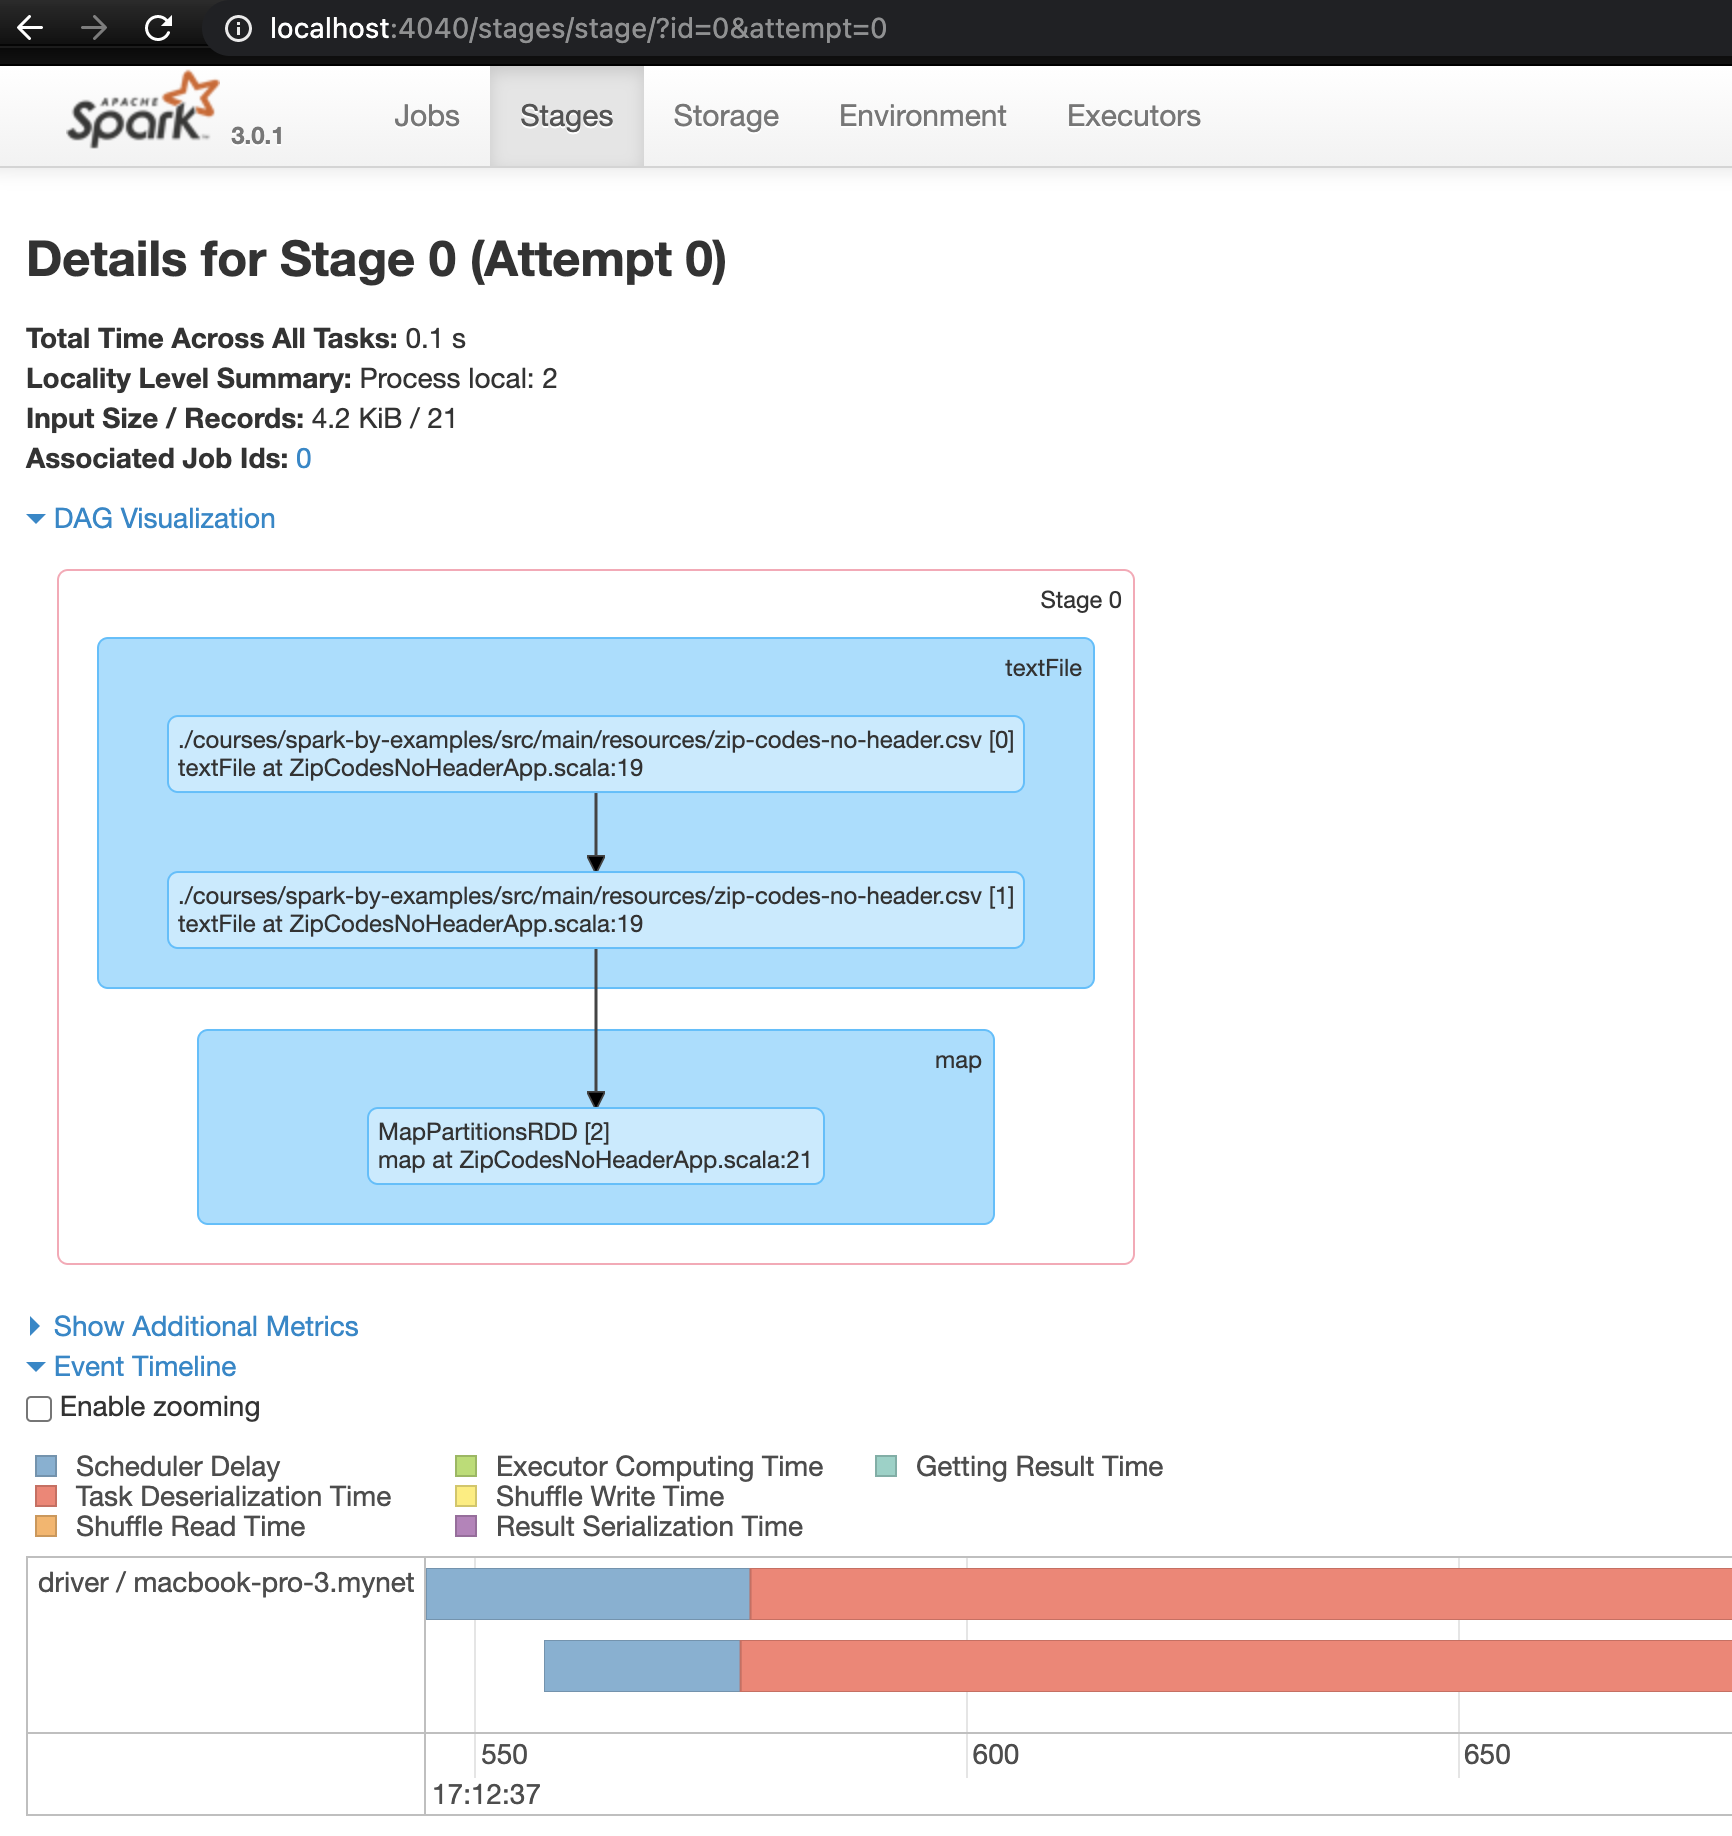 localhost:4040/stages/stage/?id=0&attempt=0
APACHE Spark 3.0.1 Jobs Stages Storage Environment Executors
Details for Stage 0 (Attempt 0)
Total Time Across All Tasks: 0.1 s
Locality Level Summary: Process local: 2
Input Size / Records: 4.2 KiB / 21
Associated Job Ids: 0
DAG Visualization
Stage 0
textFile
./courses/spark-by-examples/src/main/resources/zip-codes-no-header.csv [0]
textFile at ZipCodesNoHeaderApp.scala:19
./courses/spark-by-examples/src/main/resources/zip-codes-no-header.csv [1]
textFile at ZipCodesNoHeaderApp.scala:19
map
MapPartitionsRDD [2]
map at ZipCodesNoHeaderApp.scala:21
Show Additional Metrics
Event Timeline
Enable zooming
Scheduler Delay Executor Computing Time Getting Result Time
Task Deserialization Time Shuffle Write Time
Shuffle Read Time Result Serialization Time
driver / macbook-pro-3.mynet
550 600 650
17:12:37